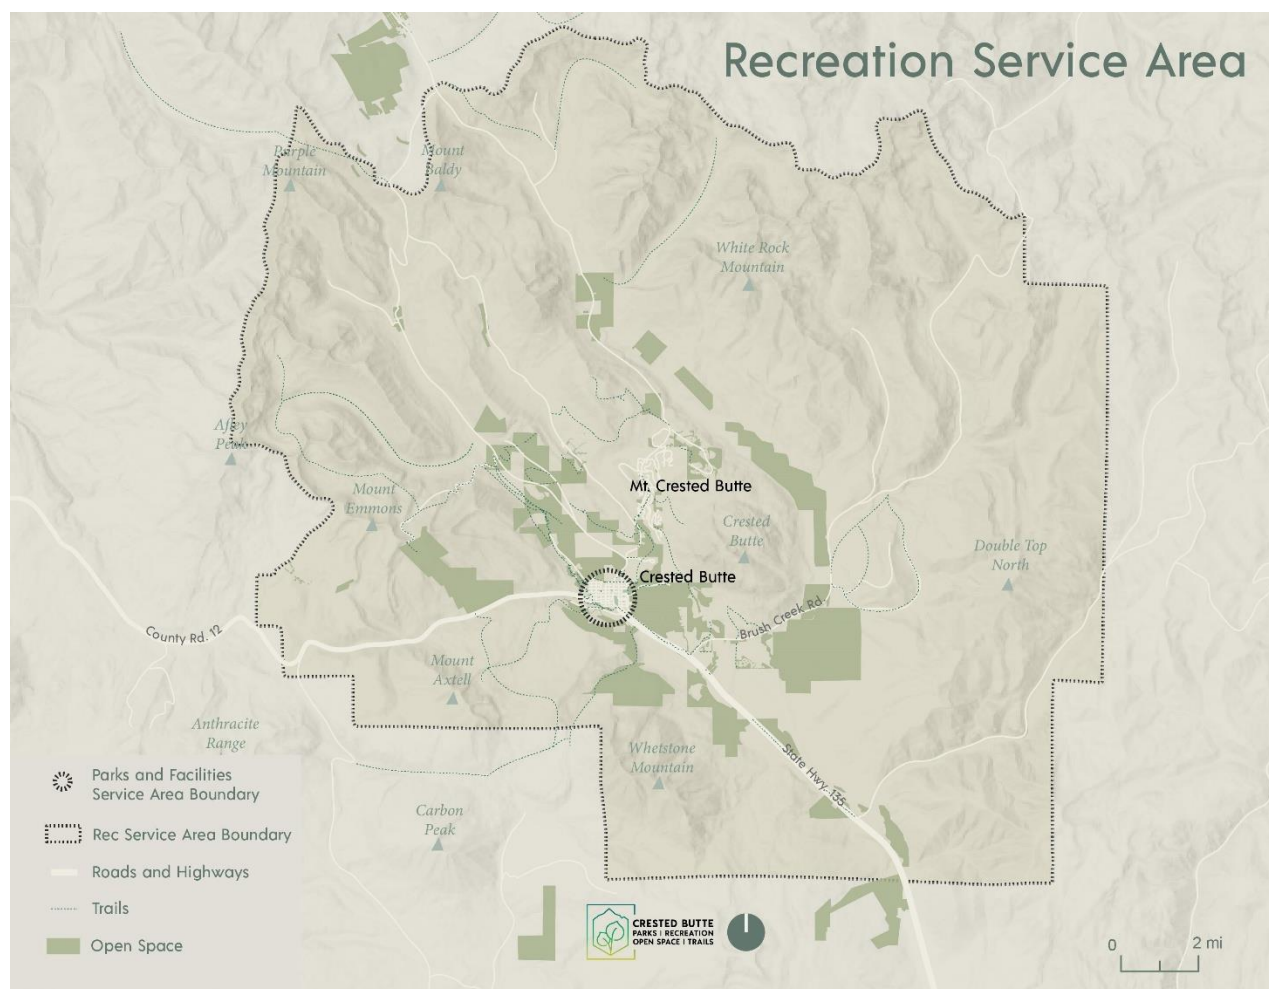 Recreation Service Area
Purple
Mountain
Mount
Baldy
White Rock
Mountain
Afley
Peak
Mount
Emmons
Mt. Crested Butte
Crested
Butte
Double Top
North
Crested Butte
Brush Creek Rd.
County Rd. 12
Mount
Axtell
Anthracite
Range
Whetstone
Mountain
State Hwy. 135
Carbon
Peak
Parks and Facilities
Service Area Boundary
Rec Service Area Boundary
Roads and Highways
Trails
Open Space
CRESTED BUTTE
PARKS | RECREATION
OPEN SPACE | TRAILS
0 2 mi